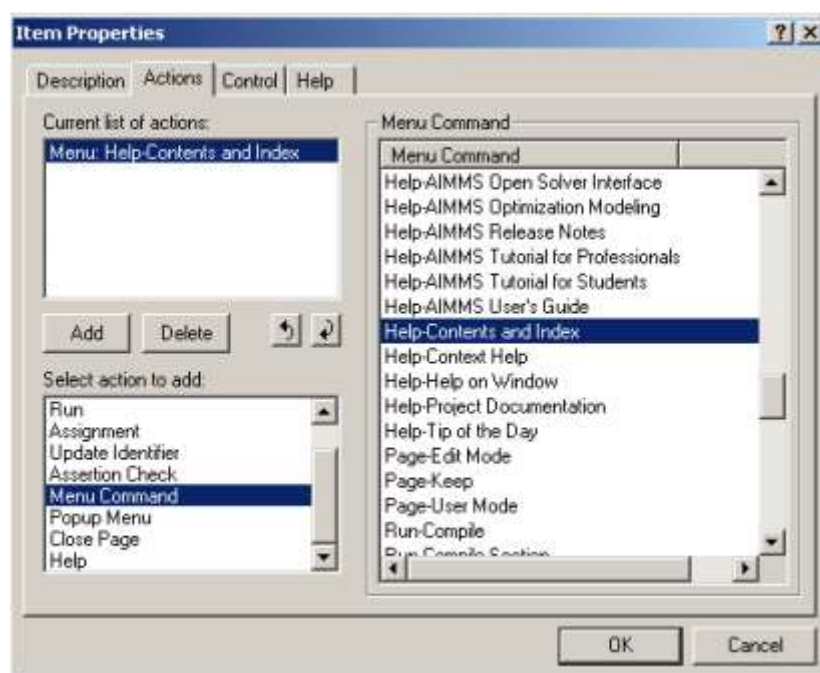 Item Properties
Description Actions Control Help
Current list of actions:
Menu: Help-Contents and Index
Add Delete
Select action to add:
Run
Assignment
Update Identifier
Assertion Check
Menu Command
Popup Menu
Close Page
Help
Menu Command
Menu Command
Help-AIMMS Open Solver Interface
Help-AIMMS Optimization Modeling
Help-AIMMS Release Notes
Help-AIMMS Tutorial for Professionals
Help-AIMMS Tutorial for Students
Help-AIMMS User's Guide
Help-Contents and Index
Help-Context Help
Help-Help on Window
Help-Project Documentation
Help-Tip of the Day
Page-Edit Mode
Page-Keep
Page-User Mode
Run-Compile
Run-Compile Section
OK Cancel